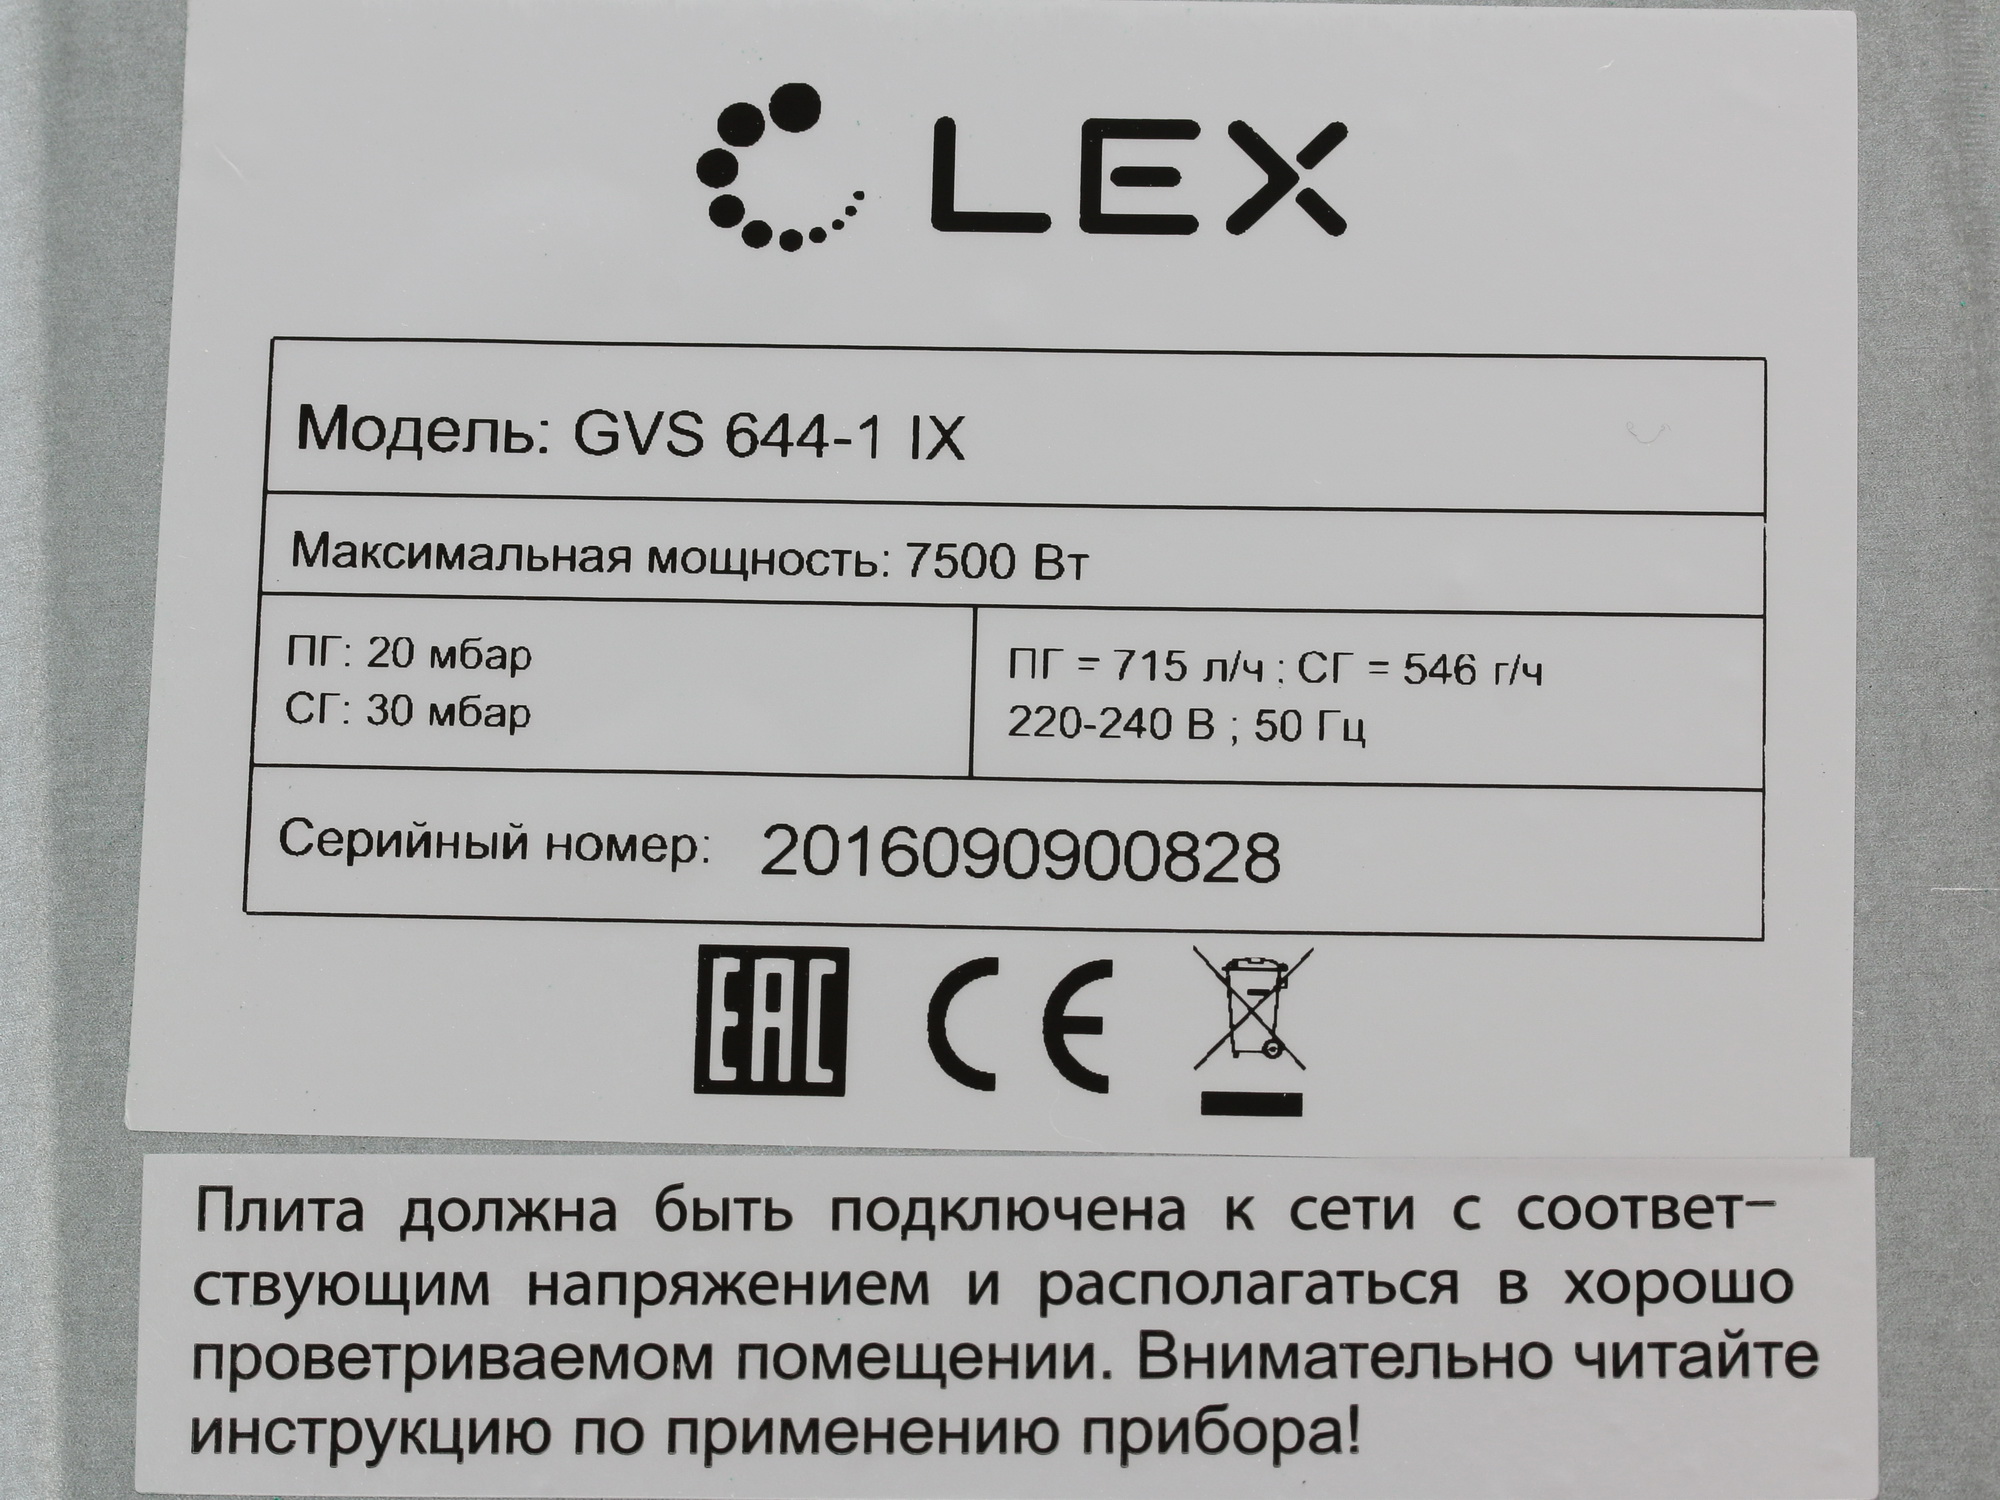 LEX
Модель: GVS 644-1 IX
Максимальная мощность: 7500 Вт
ПГ: 20 мбар
СГ: 30 мбар
ПГ = 715 л/ч ; СГ = 546 г/ч
220-240 В ; 50 Гц
Серийный номер: 2016090900828
EAC CE
Плита должна быть подключена к сети с соответ-
ствующим напряжением и располагаться в хорошо
проветриваемом помещении. Внимательно читайте
инструкцию по применению прибора!